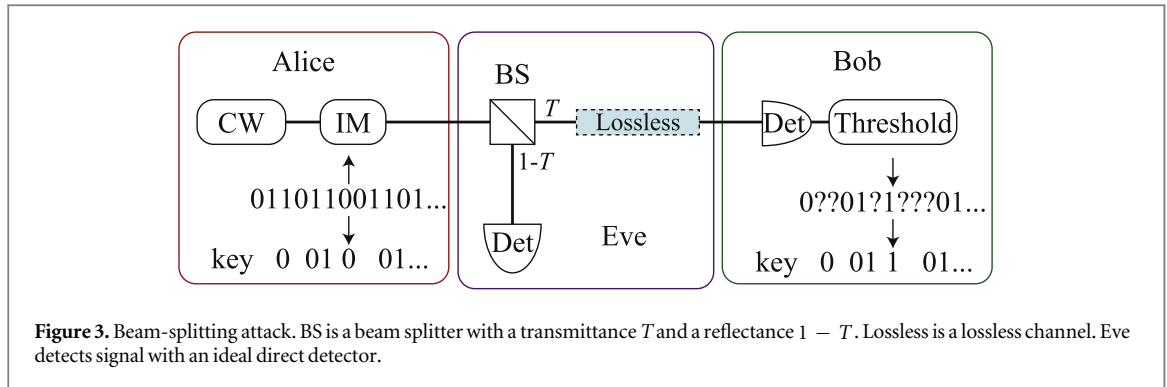 Alice
BS
Bob
CW
IM
T
Lossless
Det
Threshold
1-T
011011001101...
0??01?1???01...
Det
Eve
key 0 01 0 01...
key 0 01 1 01...
Figure 3. Beam-splitting attack. BS is a beam splitter with a transmittance T and a reflectance 1 − T. Lossless is a lossless channel. Eve
detects signal with an ideal direct detector.